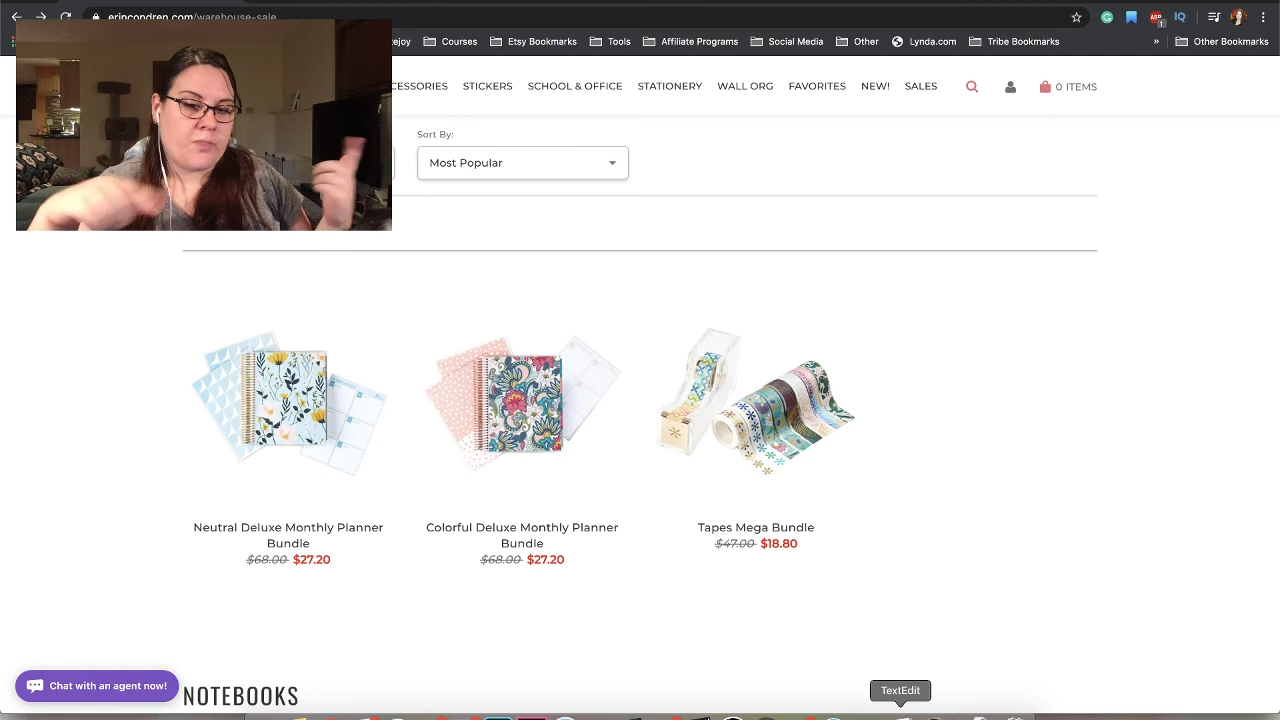 erincondren.com/warehouse-sale
ABP
1
IQ
Courses
Etsy Bookmarks
Tools
Affiliate Programs
Social Media
Other
Lynda.com
Tribe Bookmarks
»
Other Bookmarks
STICKERS
SCHOOL & OFFICE
STATIONERY
WALL ORG
FAVORITES
NEW!
SALES
0 ITEMS
Sort By:
Most Popular
Neutral Deluxe Monthly Planner
Bundle
$68.00 $27.20
Colorful Deluxe Monthly Planner
Bundle
$68.00 $27.20
Tapes Mega Bundle
$47.00 $18.80
Chat with an agent now!
NOTEBOOKS
TextEdit